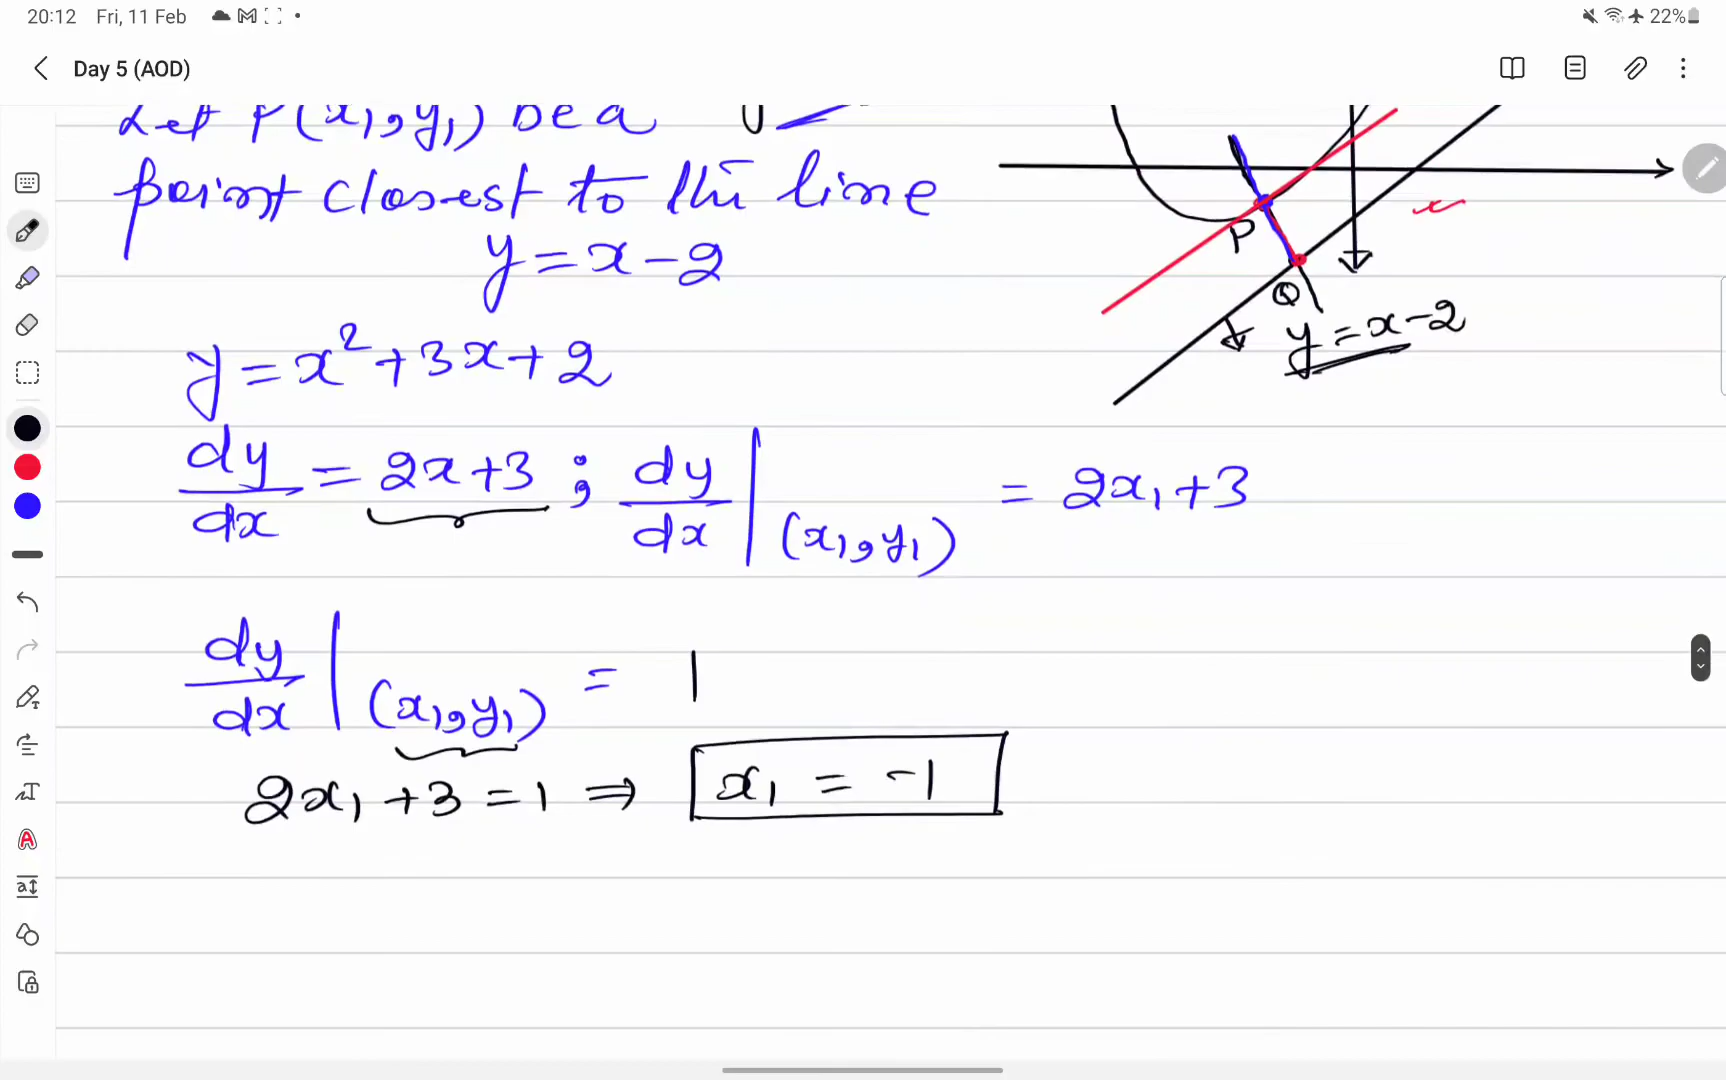 20:12 Fri, 11 Feb 22%
Day 5 (AOD)
Let P(x₁,y₁) be a
point closest to the line
y = x - 2
y = x² + 3x + 2
dy/dx = 2x+3 ; dy/dx |(x₁,y₁) = 2x₁+3
dy/dx |(x₁,y₁) = 1
2x₁ + 3 = 1 ⇒ x₁ = -1
P
Q
y = x-2